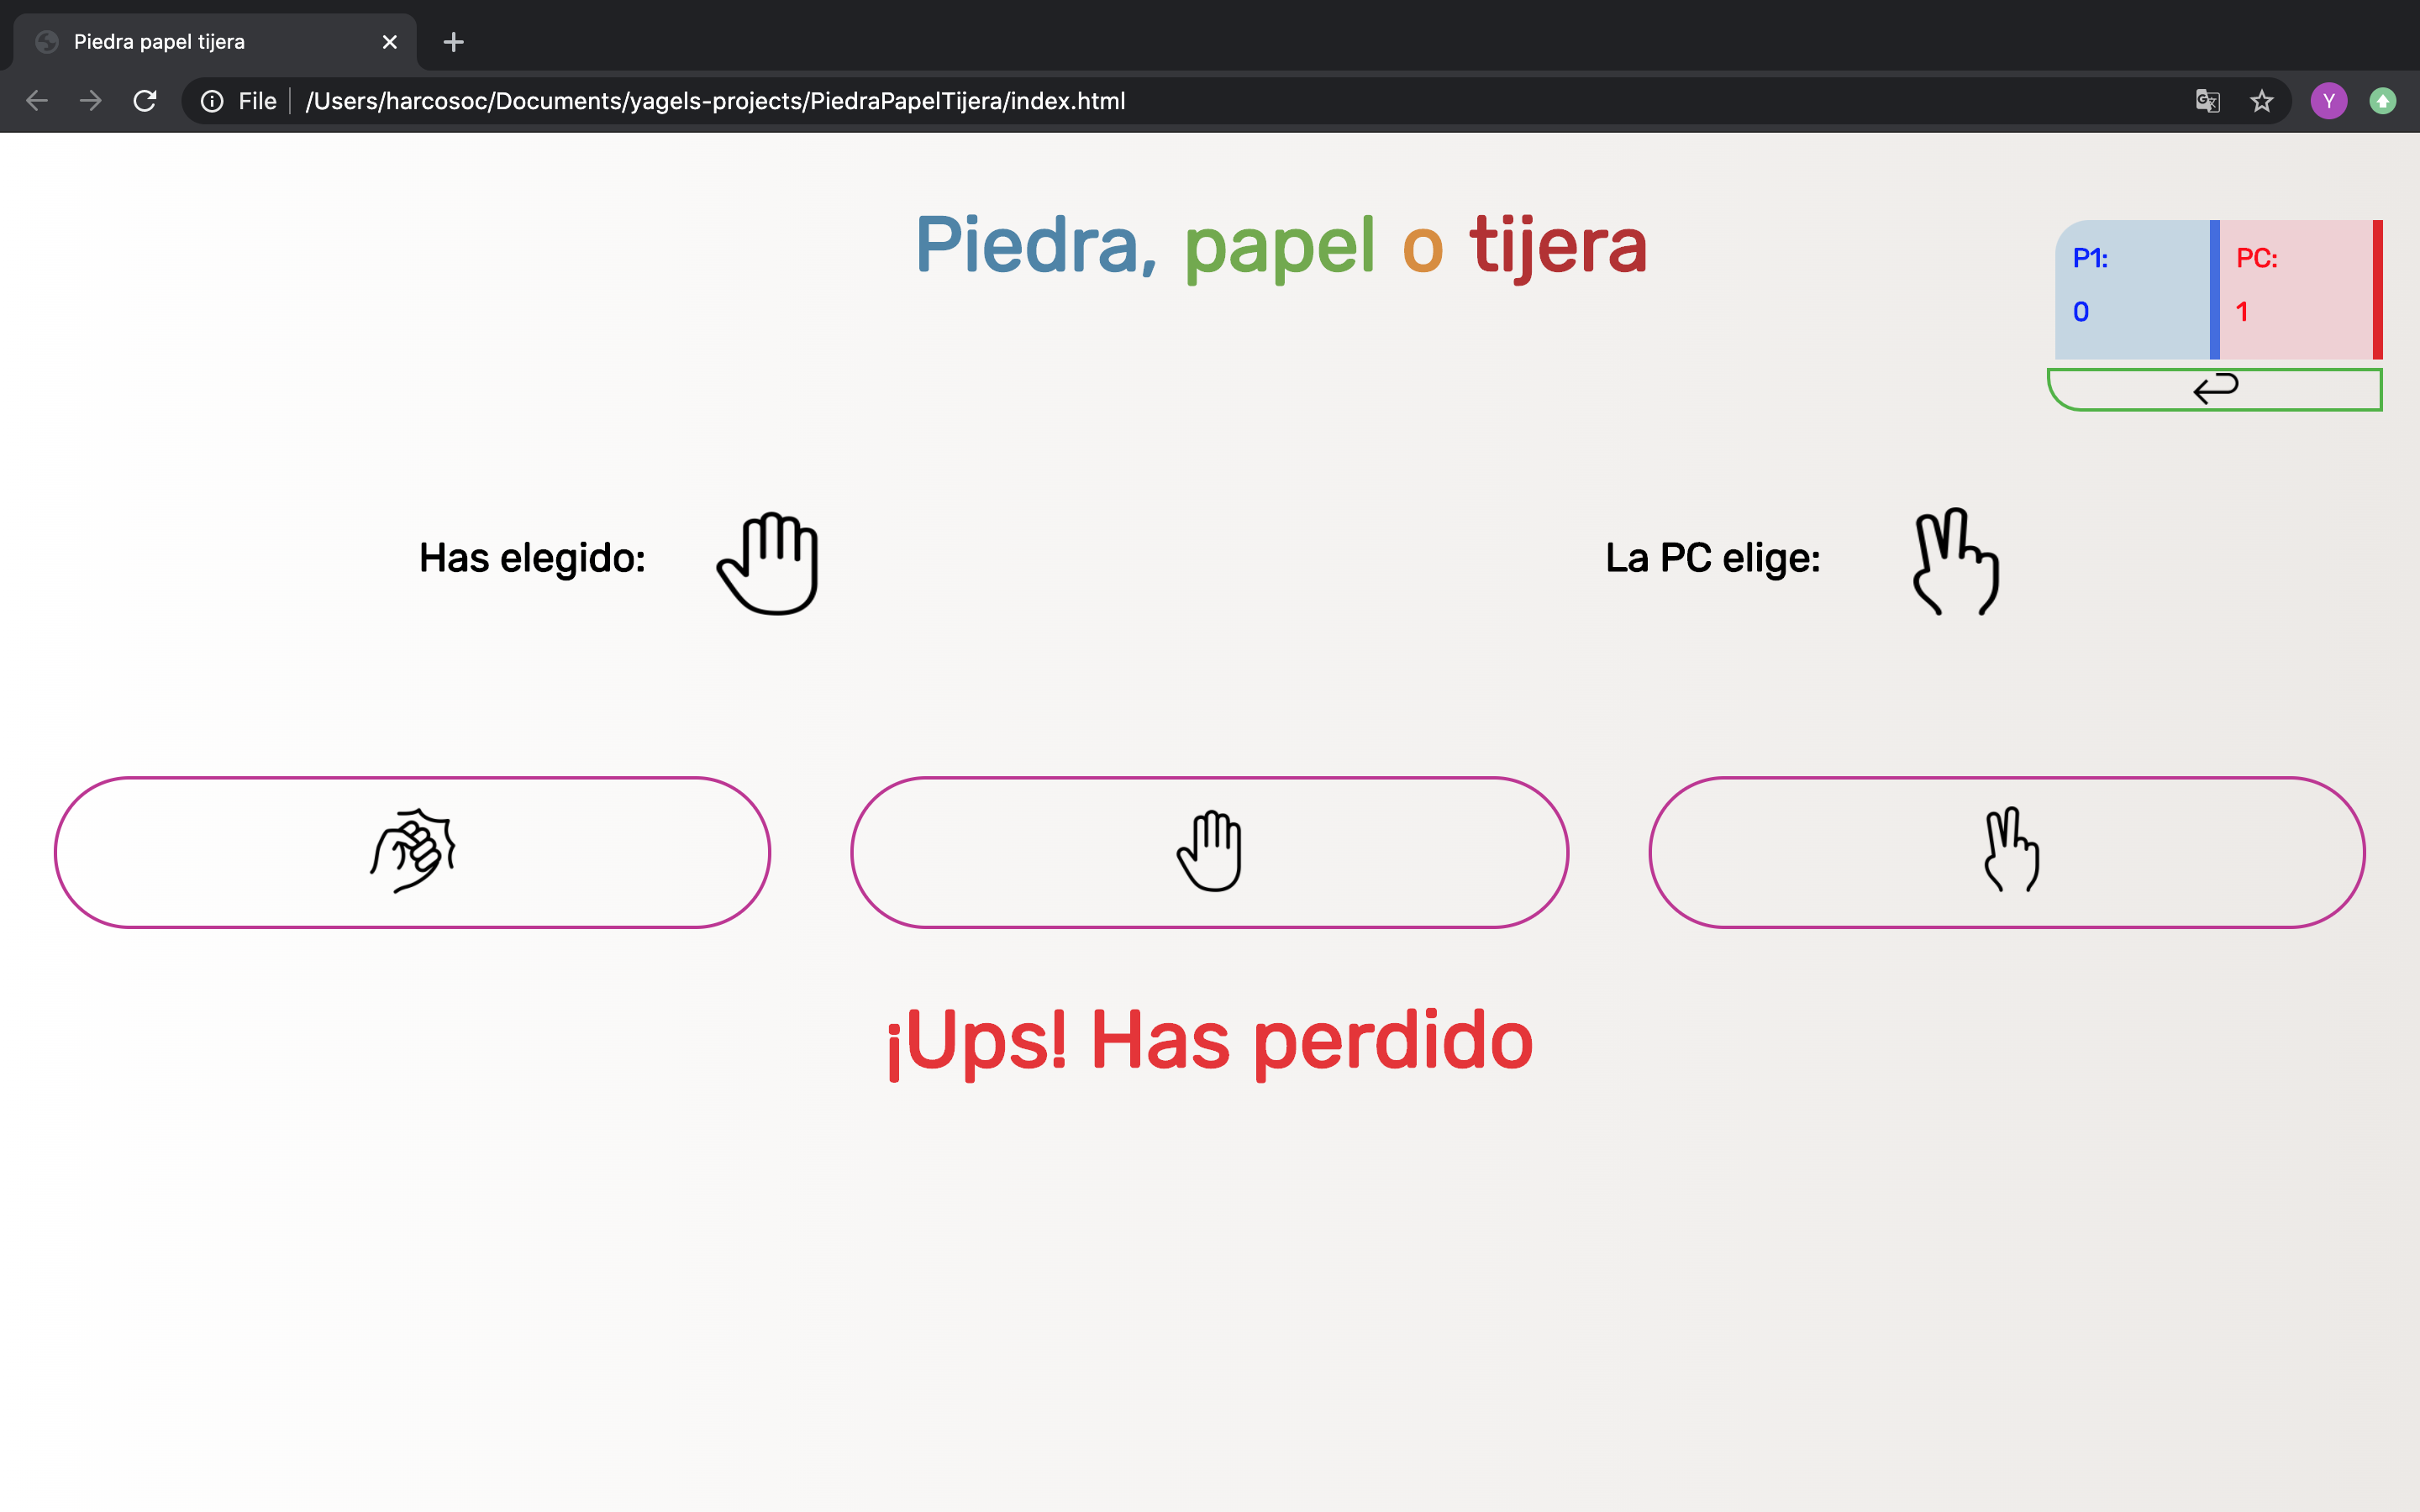 Piedra papel tijera
File
/Users/harcosoc/Documents/yagels-projects/PiedraPapelTijera/index.html
Y
Piedra, papel o tijera
P1:
0
PC:
1
Has elegido:
La PC elige:
¡Ups! Has perdido